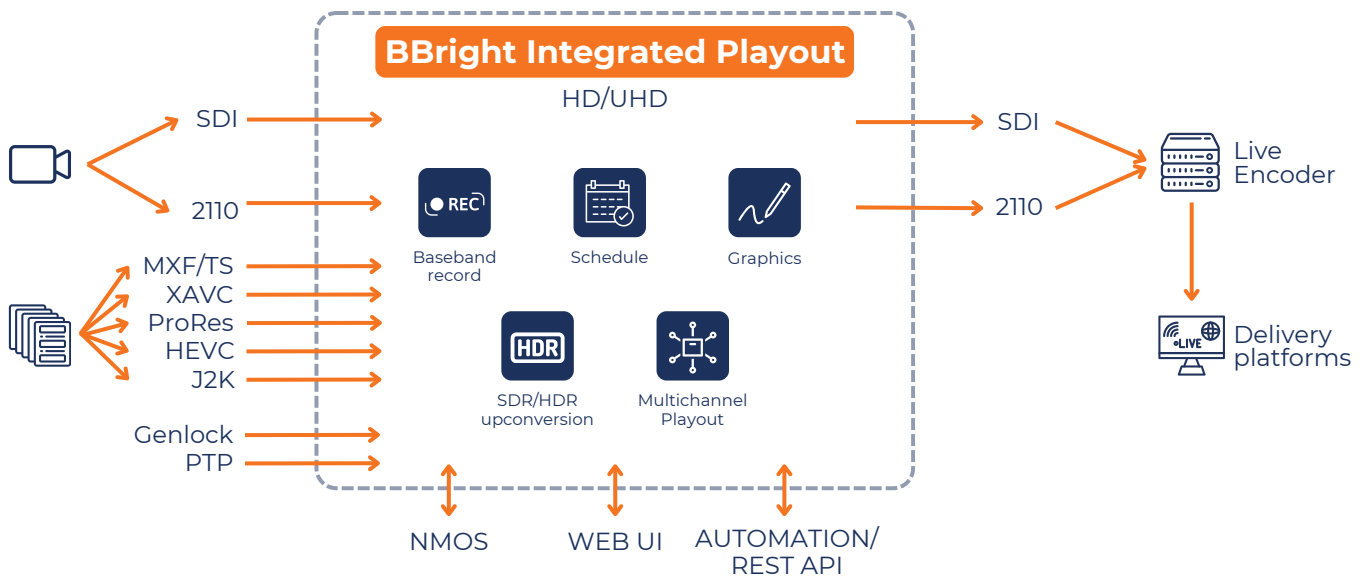 BBright Integrated Playout
HD/UHD
SDI
2110
MXF/TS
XAVC
ProRes
HEVC
J2K
Genlock
PTP
REC
Baseband
record
Schedule
Graphics
HDR
SDR/HDR
upconversion
Multichannel
Playout
NMOS
WEB UI
AUTOMATION/
REST API
SDI
2110
Live
Encoder
LIVE
Delivery
platforms